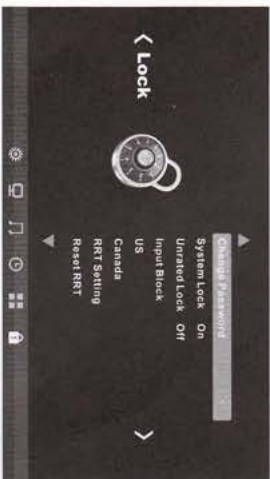 Lock
Change Password
System Lock On
Unrated Lock Off
Input Block
US
Canada
RRT Setting
Reset RRT